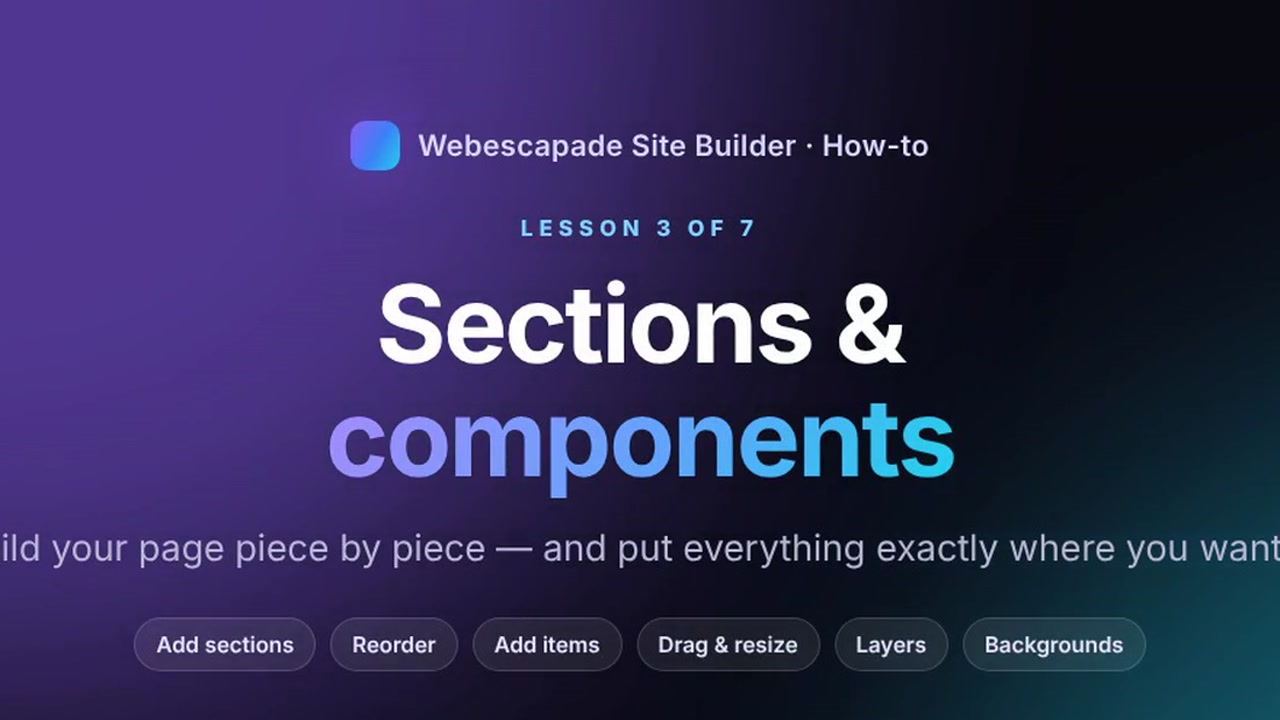 Webescapade Site Builder · How-to
LESSON 3 OF 7
Sections &
components
ild your page piece by piece — and put everything exactly where you want
Add sections
Reorder
Add items
Drag & resize
Layers
Backgrounds